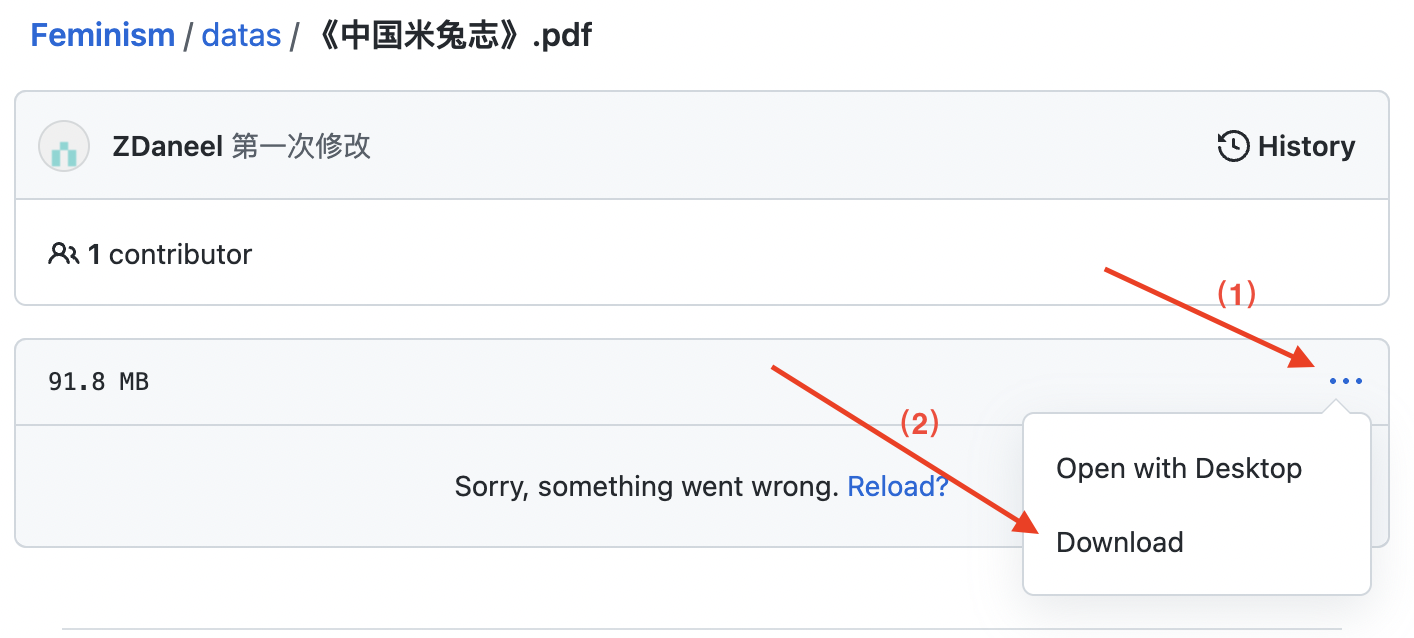 Feminism / datas / 《中国米兔志》.pdf
ZDaneel 第一次修改
History
1 contributor
(1)
91.8 MB
(2)
Open with Desktop
Sorry, something went wrong. Reload?
Download